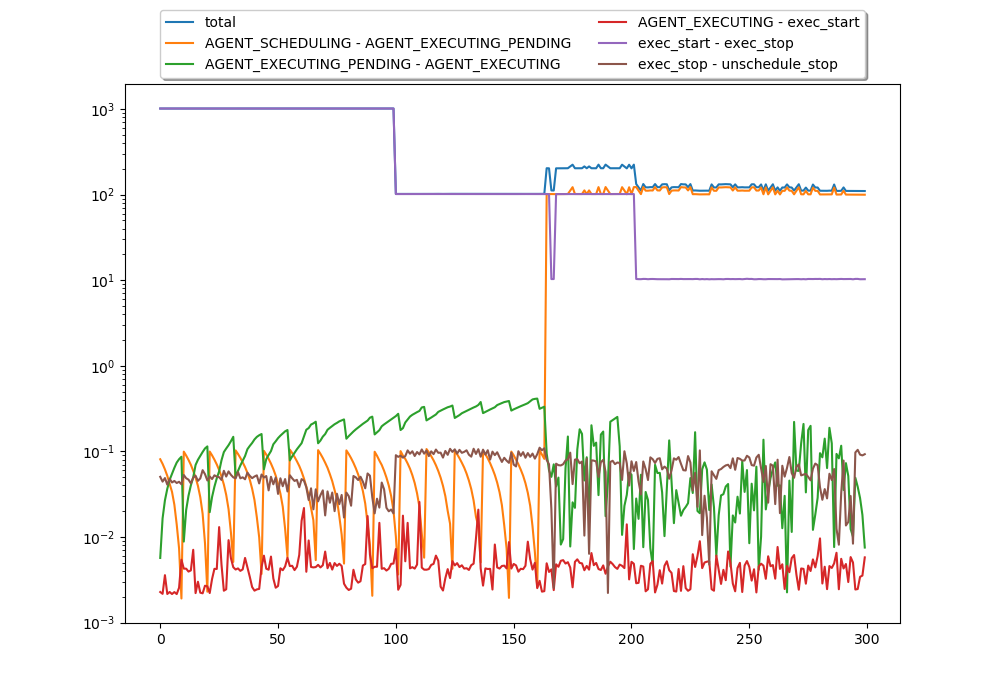 total
AGENT_SCHEDULING - AGENT_EXECUTING_PENDING
AGENT_EXECUTING_PENDING - AGENT_EXECUTING
AGENT_EXECUTING - exec_start
exec_start - exec_stop
exec_stop - unschedule_stop
10³
10²
10¹
10⁰
10⁻¹
10⁻²
10⁻³
0 50 100 150 200 250 300